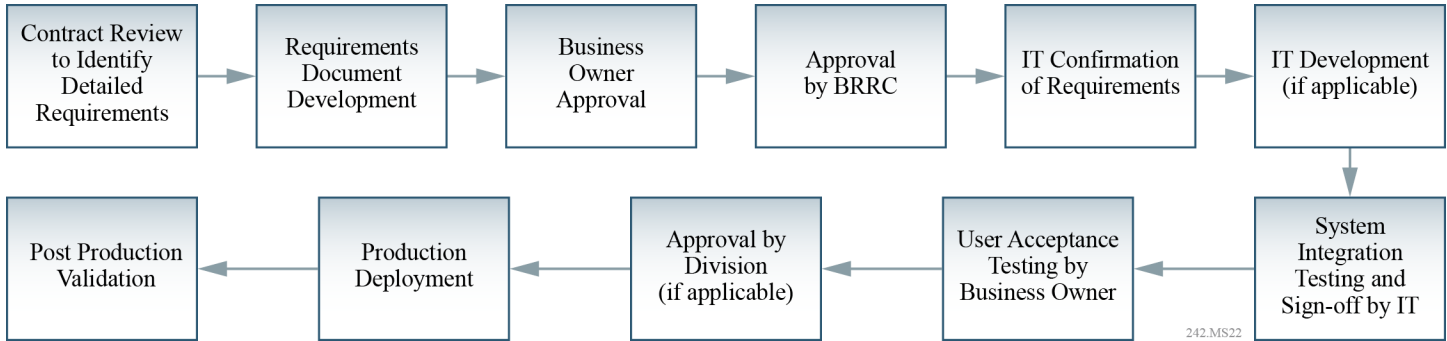 Contract Review
to Identify
Detailed
Requirements
Requirements
Document
Development
Business
Owner
Approval
Approval
by BRRC
IT Confirmation
of Requirements
IT Development
(if applicable)
System
Integration
Testing and
Sign-off by IT
User Acceptance
Testing by
Business Owner
Approval by
Division
(if applicable)
Production
Deployment
Post Production
Validation
242.MS22